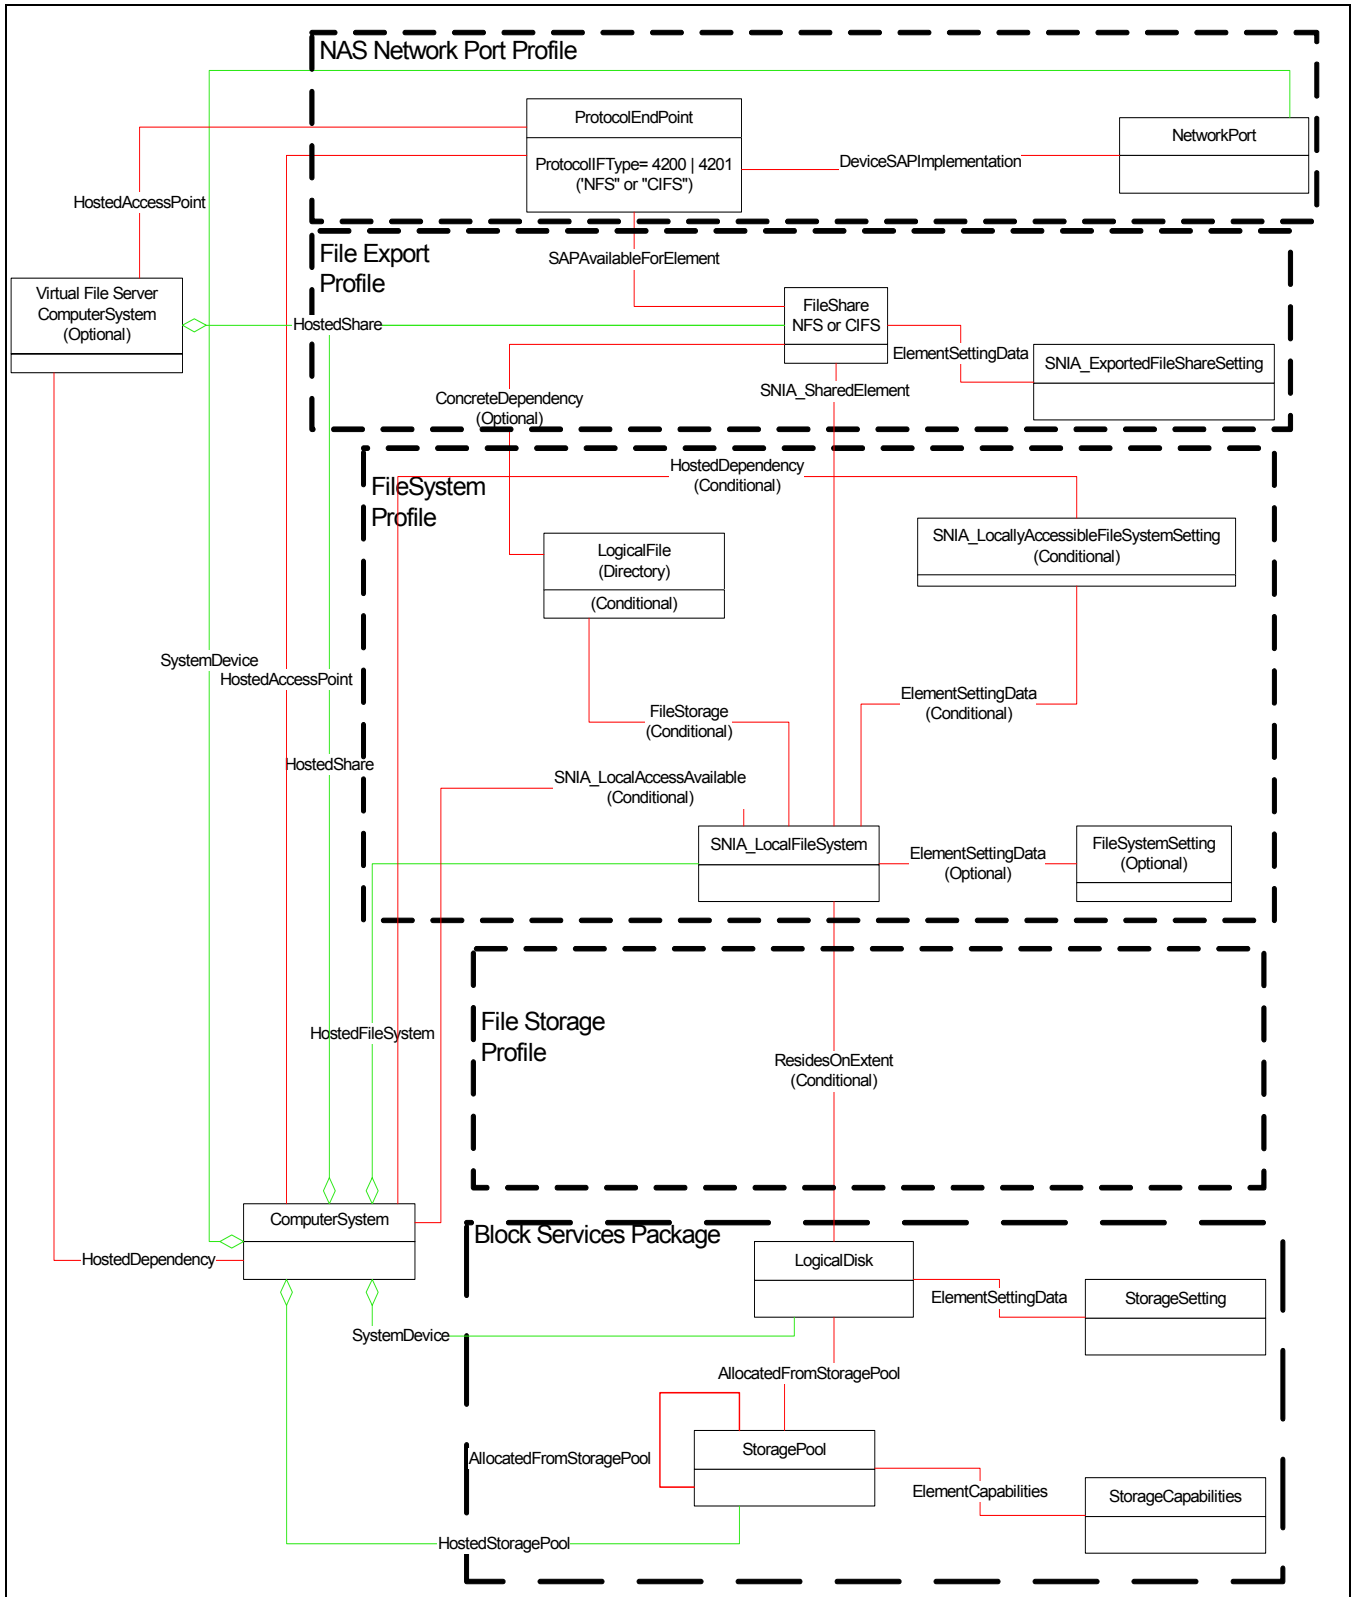 NAS Network Port Profile
ProtocolEndPoint
ProtocolIFType= 4200 | 4201
('NFS" or "CIFS")
DeviceSAPImplementation
NetworkPort
HostedAccessPoint
File Export
Profile
SAPAvailableForElement
Virtual File Server
ComputerSystem
(Optional)
HostedShare
FileShare
NFS or CIFS
ElementSettingData
SNIA_ExportedFileShareSetting
ConcreteDependency
(Optional)
SNIA_SharedElement
FileSystem
Profile
HostedDependency
(Conditional)
LogicalFile
(Directory)
(Conditional)
SNIA_LocallyAccessibleFileSystemSetting
(Conditional)
SystemDevice
HostedAccessPoint
FileStorage
(Conditional)
ElementSettingData
(Conditional)
HostedShare
SNIA_LocalAccessAvailable
(Conditional)
SNIA_LocalFileSystem
ElementSettingData
(Optional)
FileSystemSetting
(Optional)
File Storage
Profile
HostedFileSystem
ResidesOnExtent
(Conditional)
ComputerSystem
HostedDependency
Block Services Package
LogicalDisk
ElementSettingData
StorageSetting
SystemDevice
AllocatedFromStoragePool
AllocatedFromStoragePool
StoragePool
ElementCapabilities
StorageCapabilities
HostedStoragePool